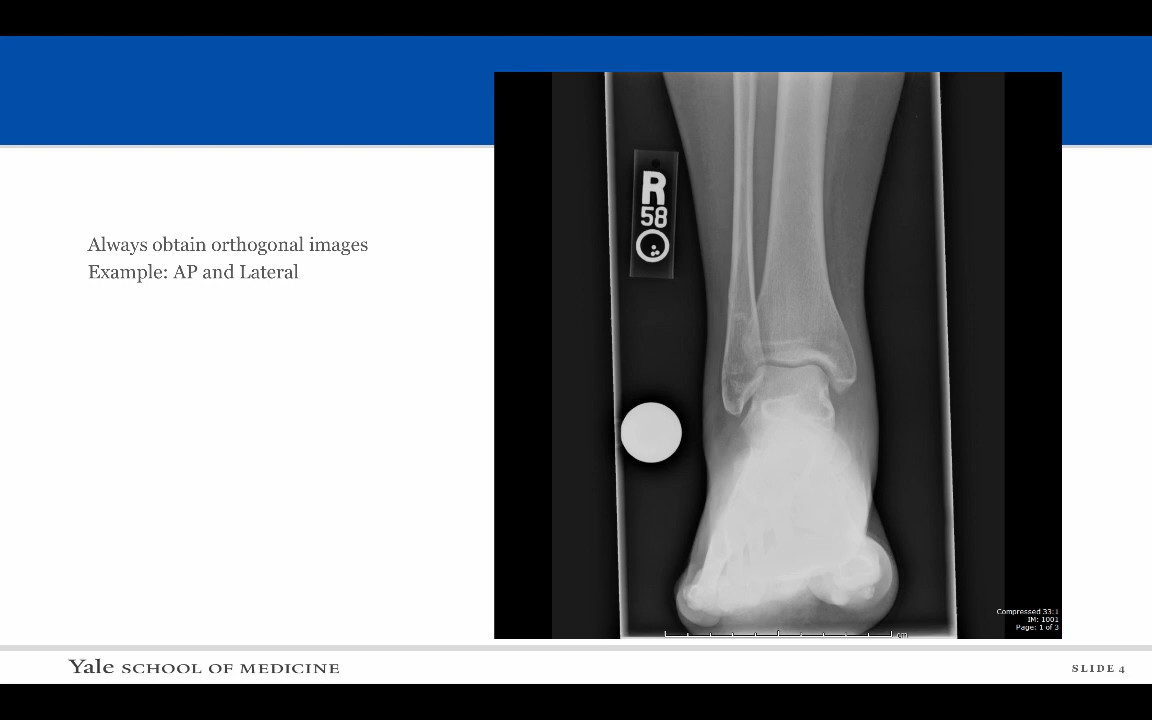 R
58
Always obtain orthogonal images
Example: AP and Lateral
Compressed 33:1
IM: 1001
Page: 1 of 3
cm
Yale SCHOOL OF MEDICINE
SLIDE 4